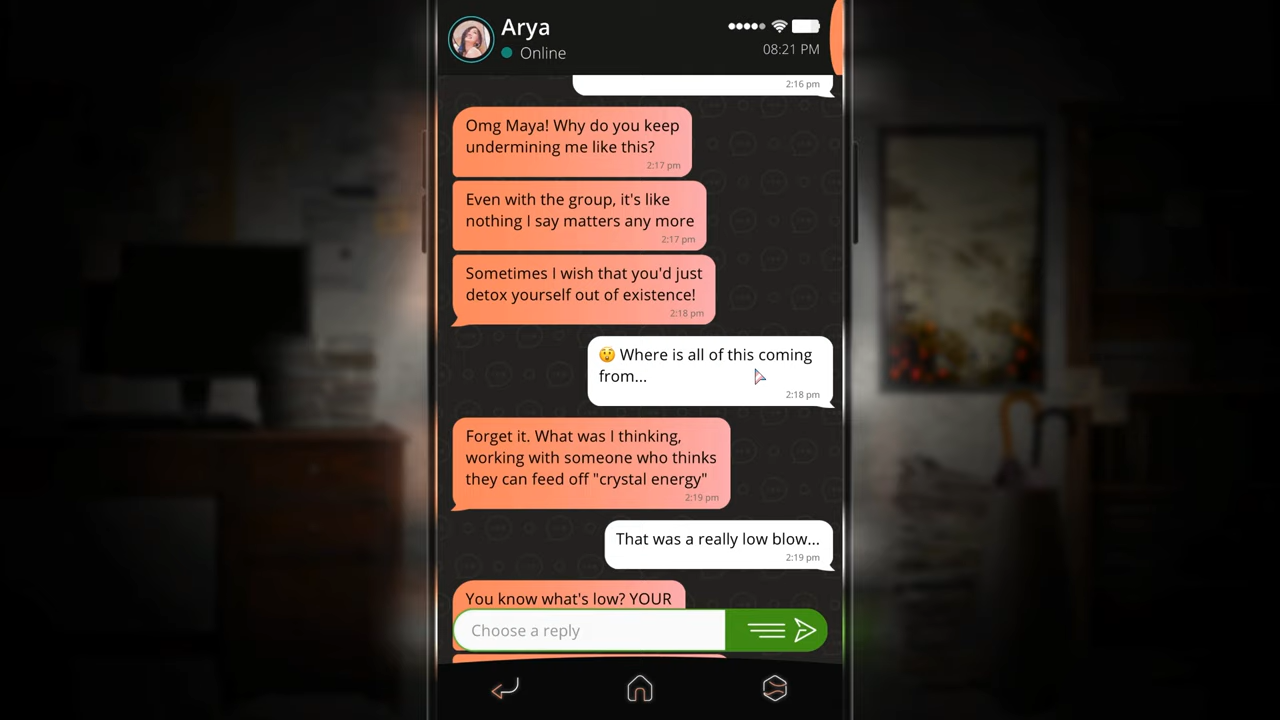 Arya
Online
08:21 PM
2:16 pm
Omg Maya! Why do you keep
undermining me like this?
2:17 pm
Even with the group, it's like
nothing I say matters any more
2:17 pm
Sometimes I wish that you'd just
detox yourself out of existence!
2:18 pm
😲 Where is all of this coming
from...
2:18 pm
Forget it. What was I thinking,
working with someone who thinks
they can feed off "crystal energy"
2:19 pm
That was a really low blow...
2:19 pm
You know what's low? YOUR
Choose a reply